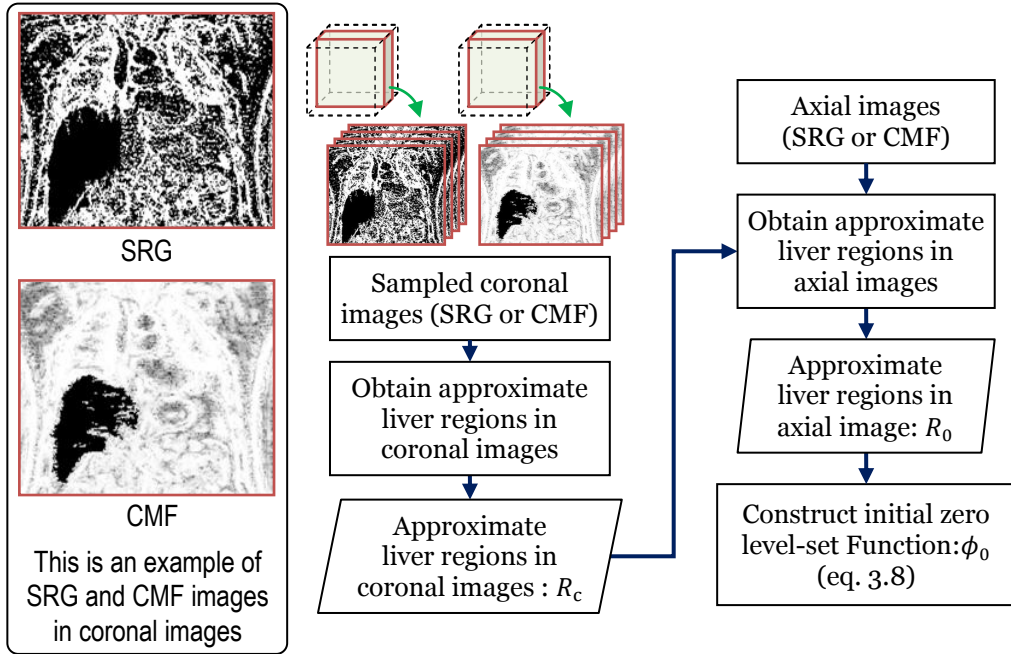 SRG
CMF
This is an example of
SRG and CMF images
in coronal images
Sampled coronal
images (SRG or CMF)
Obtain approximate
liver regions in
coronal images
Approximate
liver regions in
coronal images : Rc
Axial images
(SRG or CMF)
Obtain approximate
liver regions in
axial images
Approximate
liver regions in
axial image: R₀
Construct initial zero
level-set Function:ϕ₀
(eq. 3.8)